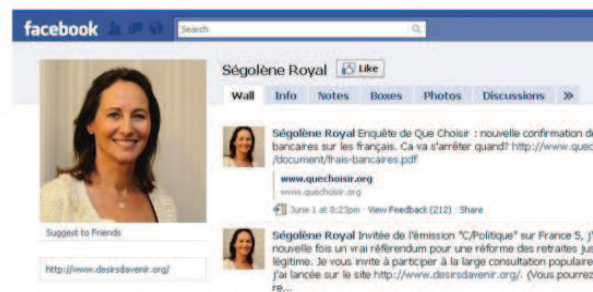 facebook
Search
Ségolène Royal Like
Wall Info Notes Boxes Photos Discussions »
Ségolène Royal Enquête de Que Choisir : nouvelle confirmation de
bancaires sur les français. Ca va s'arrêter quand? http://www.quec
/document/frais-bancaires.pdf
www.quechoisir.org
www.quechoisir.org
June 1 at 8:23pm · View Feedback (212) · Share
Suggest to Friends
http://www.desirsdavenir.org/
Ségolène Royal Invitée de l'émission "C/Politique" sur France 5, j'
nouvelle fois un vrai référendum pour une réforme des retraites jus
légitime. Je vous invite à participer à la large consultation populaire
j'ai lancée sur le site http://www.desirsdavenir.org/. (Vous pourrez
re...